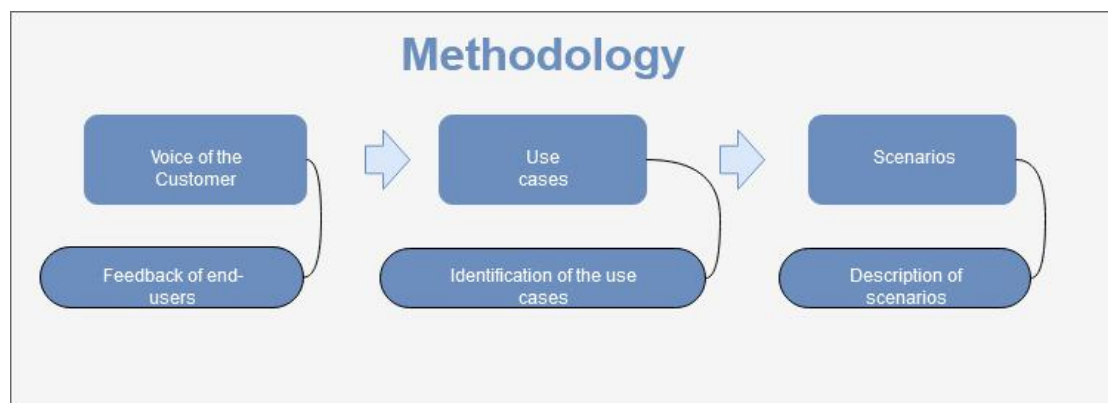 Methodology
Voice of the
Customer
Use
cases
Scenarios
Feedback of end-
users
Identification of the use
cases
Description of
scenarios